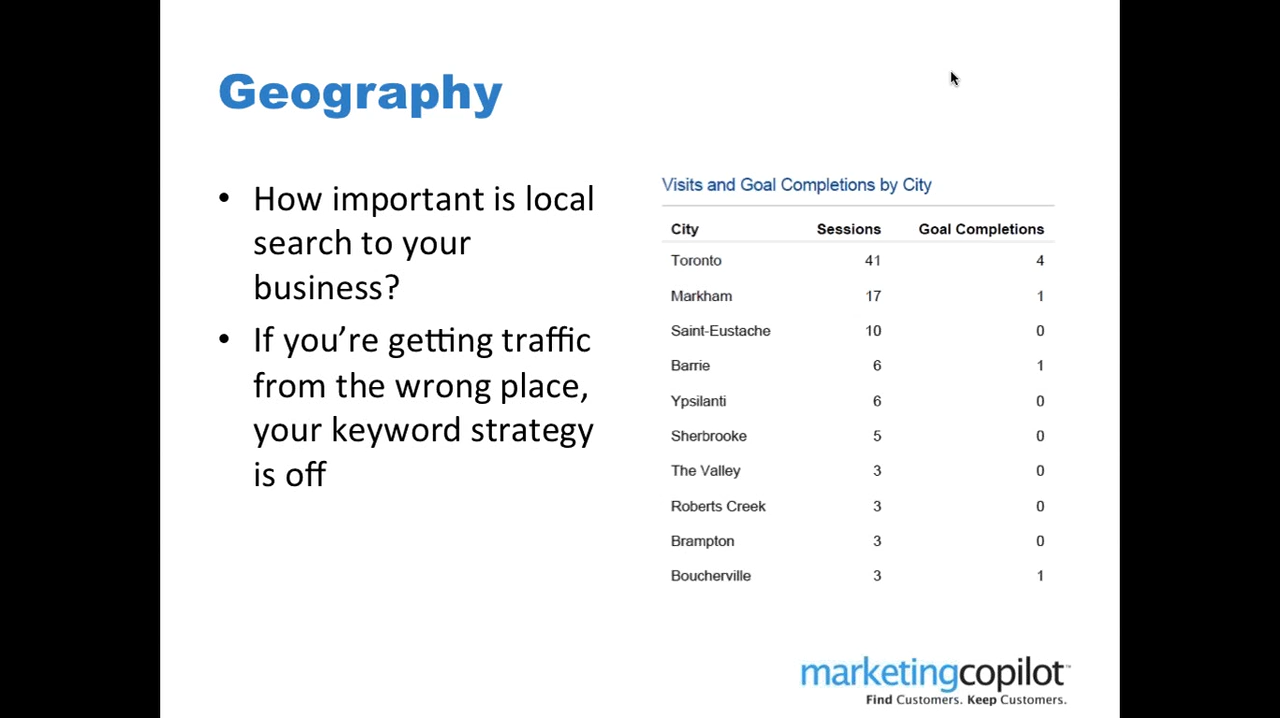 Geography
• How important is local
search to your
business?
• If you’re getting traffic
from the wrong place,
your keyword strategy
is off
Visits and Goal Completions by City
City Sessions Goal Completions
Toronto 41 4
Markham 17 1
Saint-Eustache 10 0
Barrie 6 1
Ypsilanti 6 0
Sherbrooke 5 0
The Valley 3 0
Roberts Creek 3 0
Brampton 3 0
Boucherville 3 1
marketingcopilot™
Find Customers. Keep Customers.